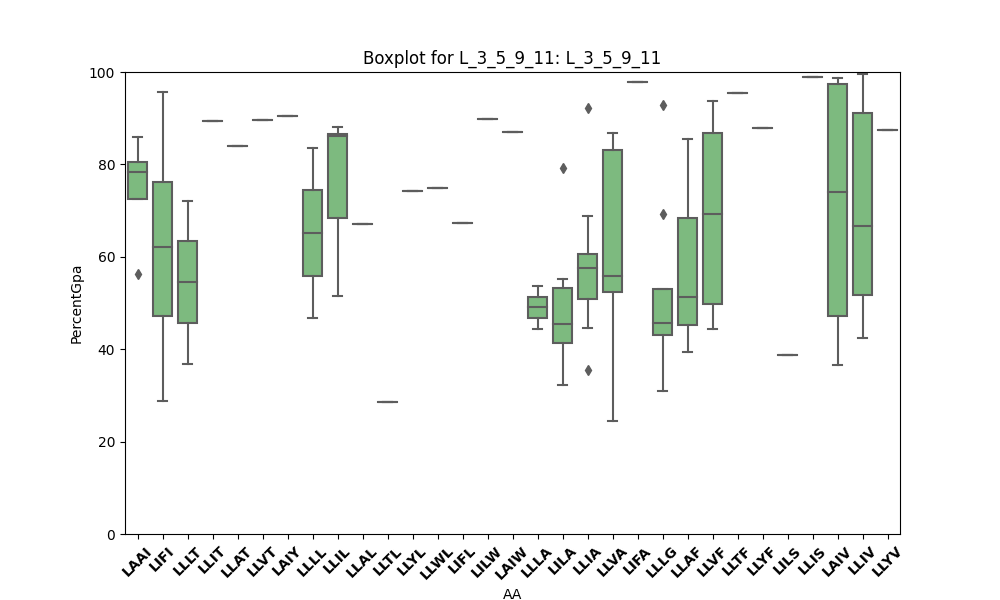 Boxplot for L_3_5_9_11: L_3_5_9_11
100
80
60
40
20
0
PercentGpa
LAAI LIFI LLLT LLIT LLAT LLVT LAIY LLLL LLIL LLAL LLTL LLYL LLWL LIFL LILW LAIW LLLA LILA LLIA LLVA LIFA LLLG LLAF LLVF LLTF LLYF LILS LLIS LAIV LLIV LLYV
AA